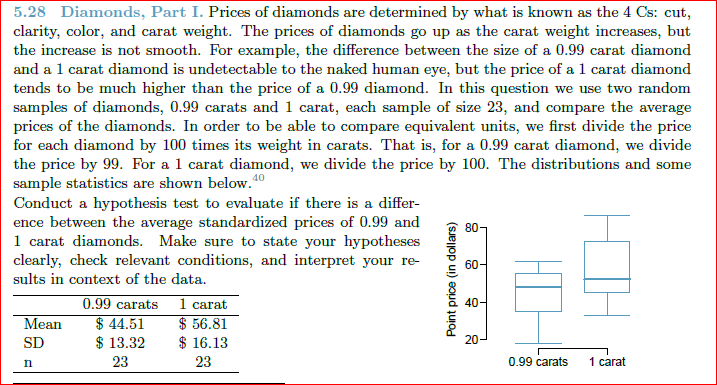 5.28 Diamonds, Part I. Prices of diamonds are determined by what is known as the 4 Cs: cut,
clarity, color, and carat weight. The prices of diamonds go up as the carat weight increases, but
the increase is not smooth. For example, the difference between the size of a 0.99 carat diamond
and a 1 carat diamond is undetectable to the naked human eye, but the price of a 1 carat diamond
tends to be much higher than the price of a 0.99 diamond. In this question we use two random
samples of diamonds, 0.99 carats and 1 carat, each sample of size 23, and compare the average
prices of the diamonds. In order to be able to compare equivalent units, we first divide the price
for each diamond by 100 times its weight in carats. That is, for a 0.99 carat diamond, we divide
the price by 99. For a 1 carat diamond, we divide the price by 100. The distributions and some
sample statistics are shown below.40
Conduct a hypothesis test to evaluate if there is a differ-
ence between the average standardized prices of 0.99 and
1 carat diamonds. Make sure to state your hypotheses
clearly, check relevant conditions, and interpret your re-
sults in context of the data.
0.99 carats 1 carat
Mean $ 44.51 $ 56.81
SD $ 13.32 $ 16.13
n 23 23
Point price (in dollars)
80
60
40
20
0.99 carats 1 carat